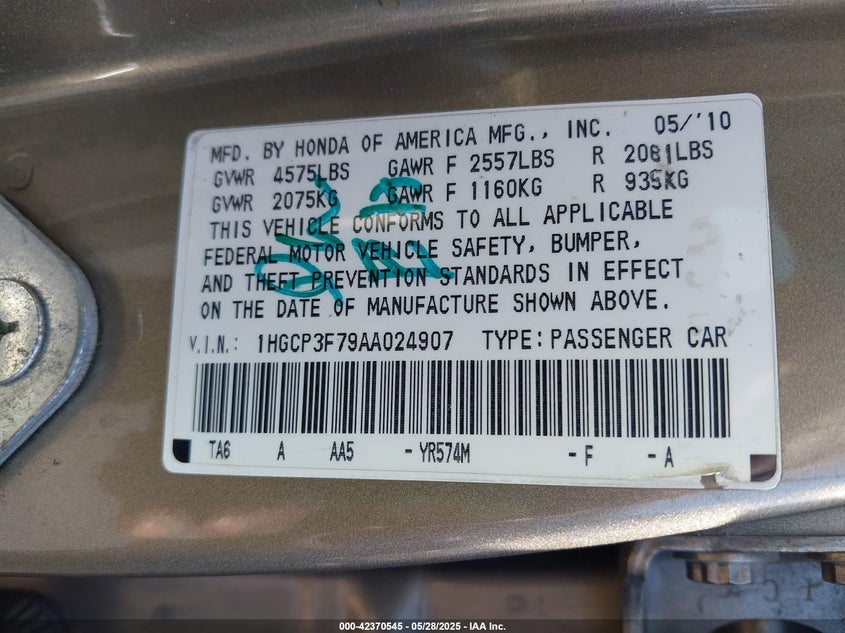 MFD. BY HONDA OF AMERICA MFG., INC. 05/'10
GVWR 4575LBS GAWR F 2557LBS R 2081LBS
GVWR 2075KG GAWR F 1160KG R 935KG
THIS VEHICLE CONFORMS TO ALL APPLICABLE
FEDERAL MOTOR VEHICLE SAFETY, BUMPER,
AND THEFT PREVENTION STANDARDS IN EFFECT
ON THE DATE OF MANUFACTURE SHOWN ABOVE.
V.I.N.: 1HGCP3F79AA024907 TYPE: PASSENGER CAR
TA6 A AA5 - YR574M - F - A
000-42370545 - 05/28/2025 - IAA Inc.